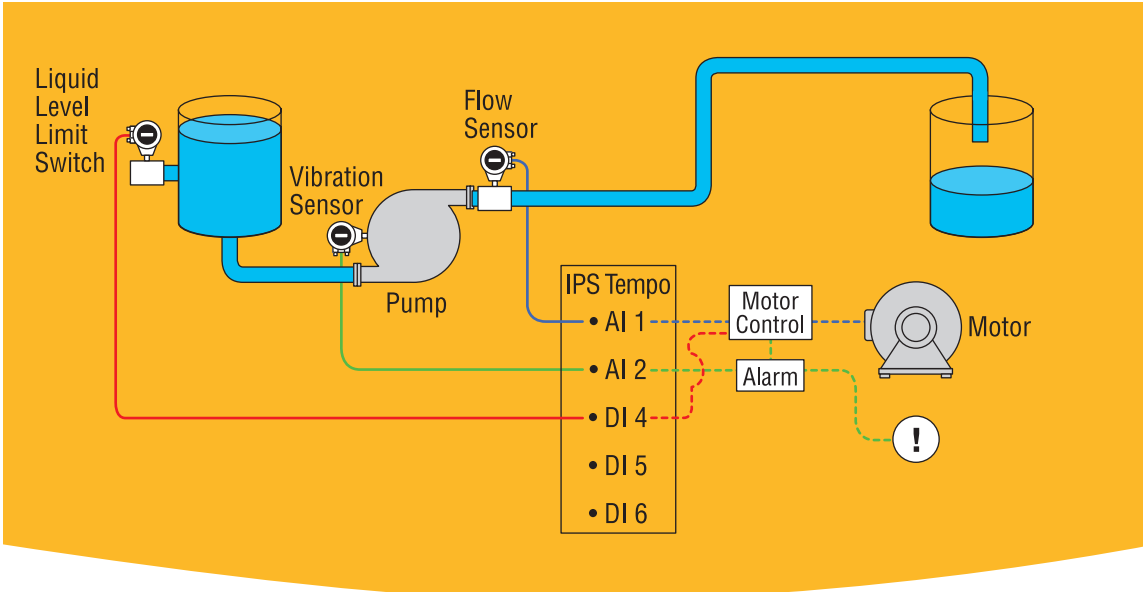 Liquid
Level
Limit
Switch
Vibration
Sensor
Flow
Sensor
Pump
IPS Tempo
• AI 1
• AI 2
• DI 4
• DI 5
• DI 6
Motor
Control
Alarm
Motor
!